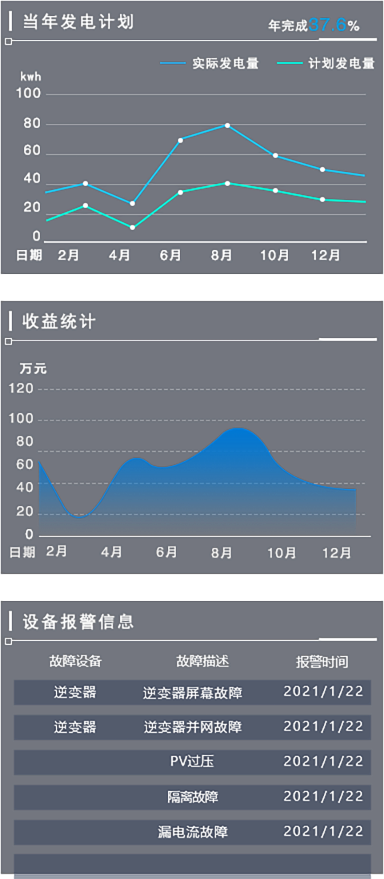 当年发电计划
年完成37.6%
实际发电量 计划发电量
kwh
100
80
60
40
20
0
日期 2月 4月 6月 8月 10月 12月
收益统计
万元
120
100
80
60
40
20
0
日期 2月 4月 6月 8月 10月 12月
设备报警信息
故障设备 故障描述 报警时间
逆变器 逆变器屏幕故障 2021/1/22
逆变器 逆变器并网故障 2021/1/22
PV过压 2021/1/22
隔离故障 2021/1/22
漏电流故障 2021/1/22